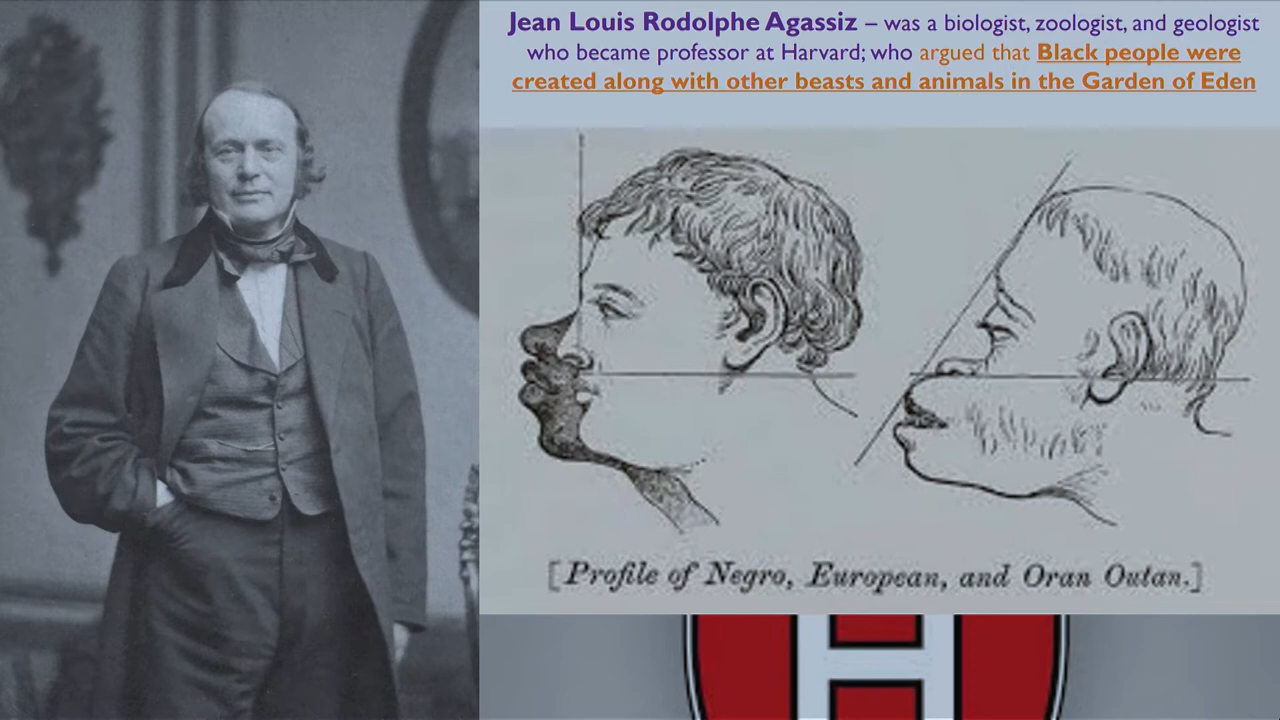 Jean Louis Rodolphe Agassiz – was a biologist, zoologist, and geologist
who became professor at Harvard; who argued that Black people were
created along with other beasts and animals in the Garden of Eden
[Profile of Negro, European, and Oran Outan.]
H